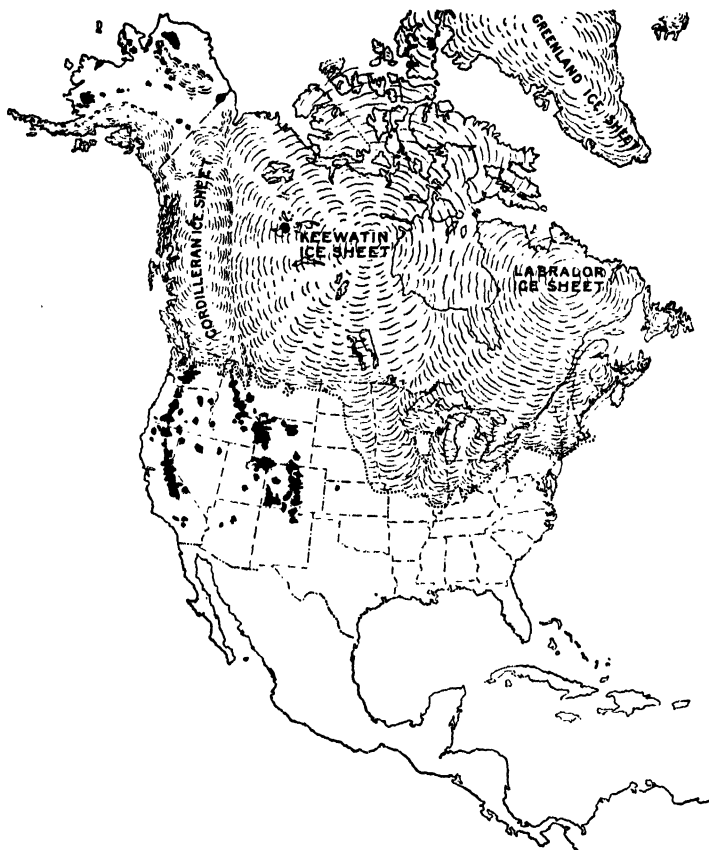 GREENLAND ICE SHEET
CORDILLERAN ICE SHEET
KEEWATIN
ICE SHEET
LABRADOR
ICE SHEET